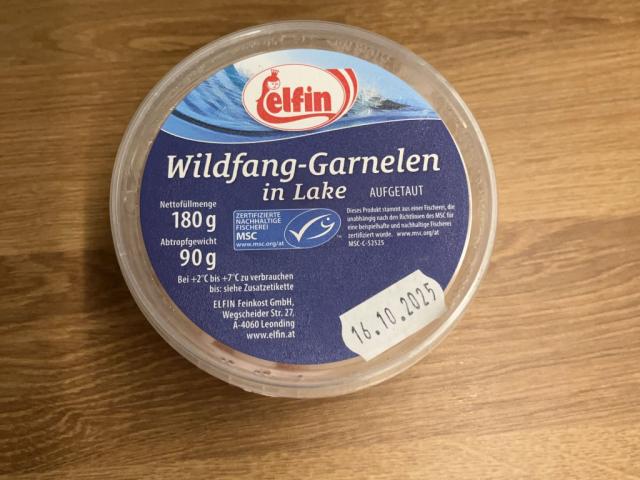 elfin
Wildfang-Garnelen
in Lake AUFGETAUT
Nettofüllmenge
180 g
Abtropfgewicht
90 g
ZERTIFIZIERTE
NACHHALTIGE
FISCHEREI
MSC
www.msc.org/at
Dieses Produkt stammt aus einer Fischerei, die
unabhängig nach den Richtlinien des MSC für
eine beispielhafte und nachhaltige Fischerei
zertifiziert wurde. www.msc.org/at
MSC-C-52525
Bei +2°C bis +7°C zu verbrauchen
bis: siehe Zusatzetikette
ELFIN Feinkost GmbH,
Wegscheider Str. 27,
A-4060 Leonding
www.elfin.at
16.10.2025